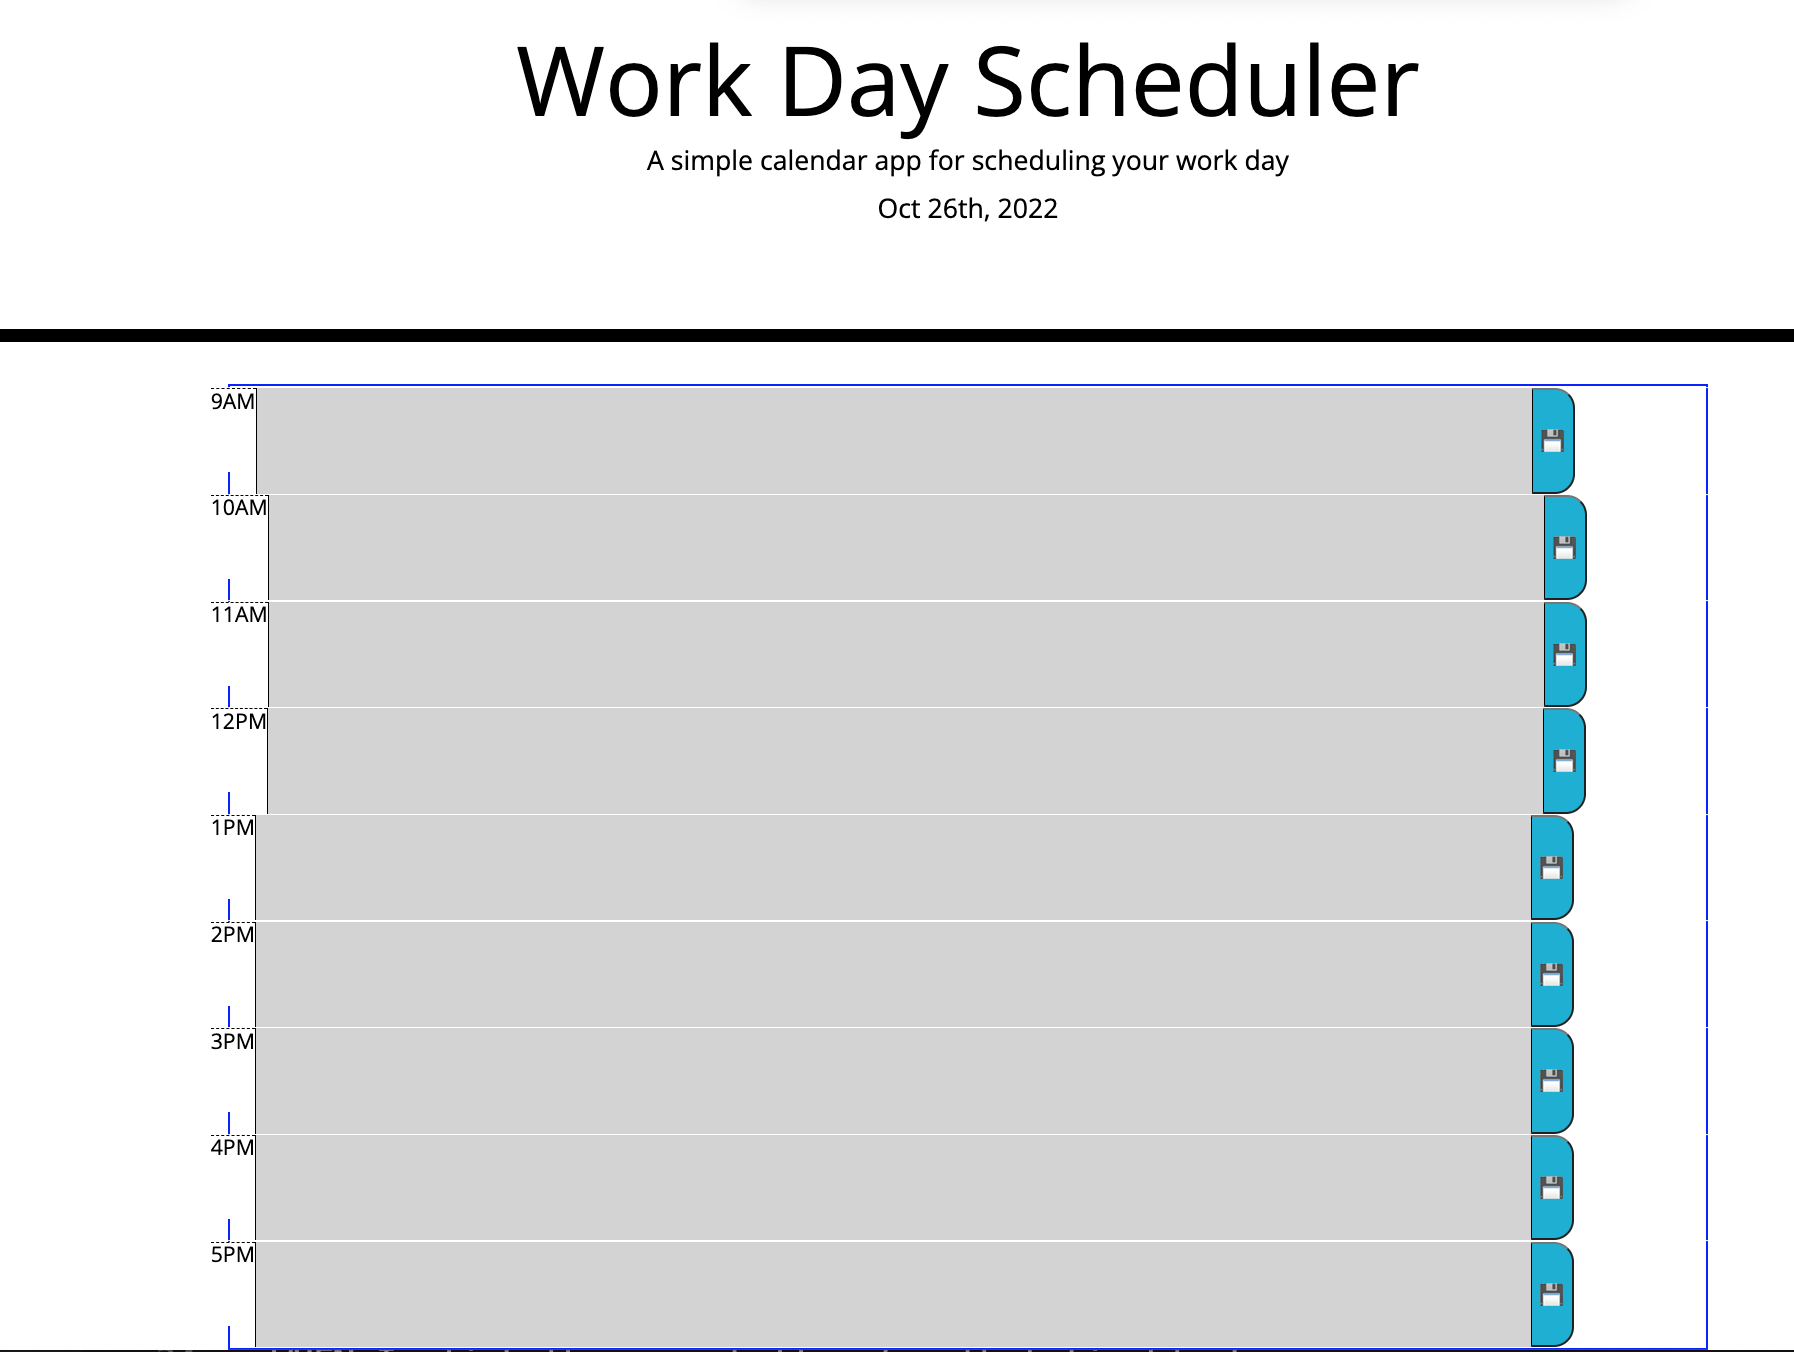 Work Day Scheduler
A simple calendar app for scheduling your work day
Oct 26th, 2022
9AM
10AM
11AM
12PM
1PM
2PM
3PM
4PM
5PM